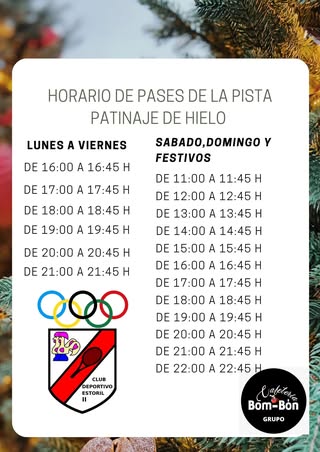 HORARIO DE PASES DE LA PISTA
PATINAJE DE HIELO
LUNES A VIERNES
DE 16:00 A 16:45 H
DE 17:00 A 17:45 H
DE 18:00 A 18:45 H
DE 19:00 A 19:45 H
DE 20:00 A 20:45 H
DE 21:00 A 21:45 H
SABADO,DOMINGO Y
FESTIVOS
DE 11:00 A 11:45 H
DE 12:00 A 12:45 H
DE 13:00 A 13:45 H
DE 14:00 A 14:45 H
DE 15:00 A 15:45 H
DE 16:00 A 16:45 H
DE 17:00 A 17:45 H
DE 18:00 A 18:45 H
DE 19:00 A 19:45 H
DE 20:00 A 20:45 H
DE 21:00 A 21:45 H
DE 22:00 A 22:45 H
CLUB
DEPORTIVO
ESTORIL
II
Cafetería
Bom-Bón
GRUPO